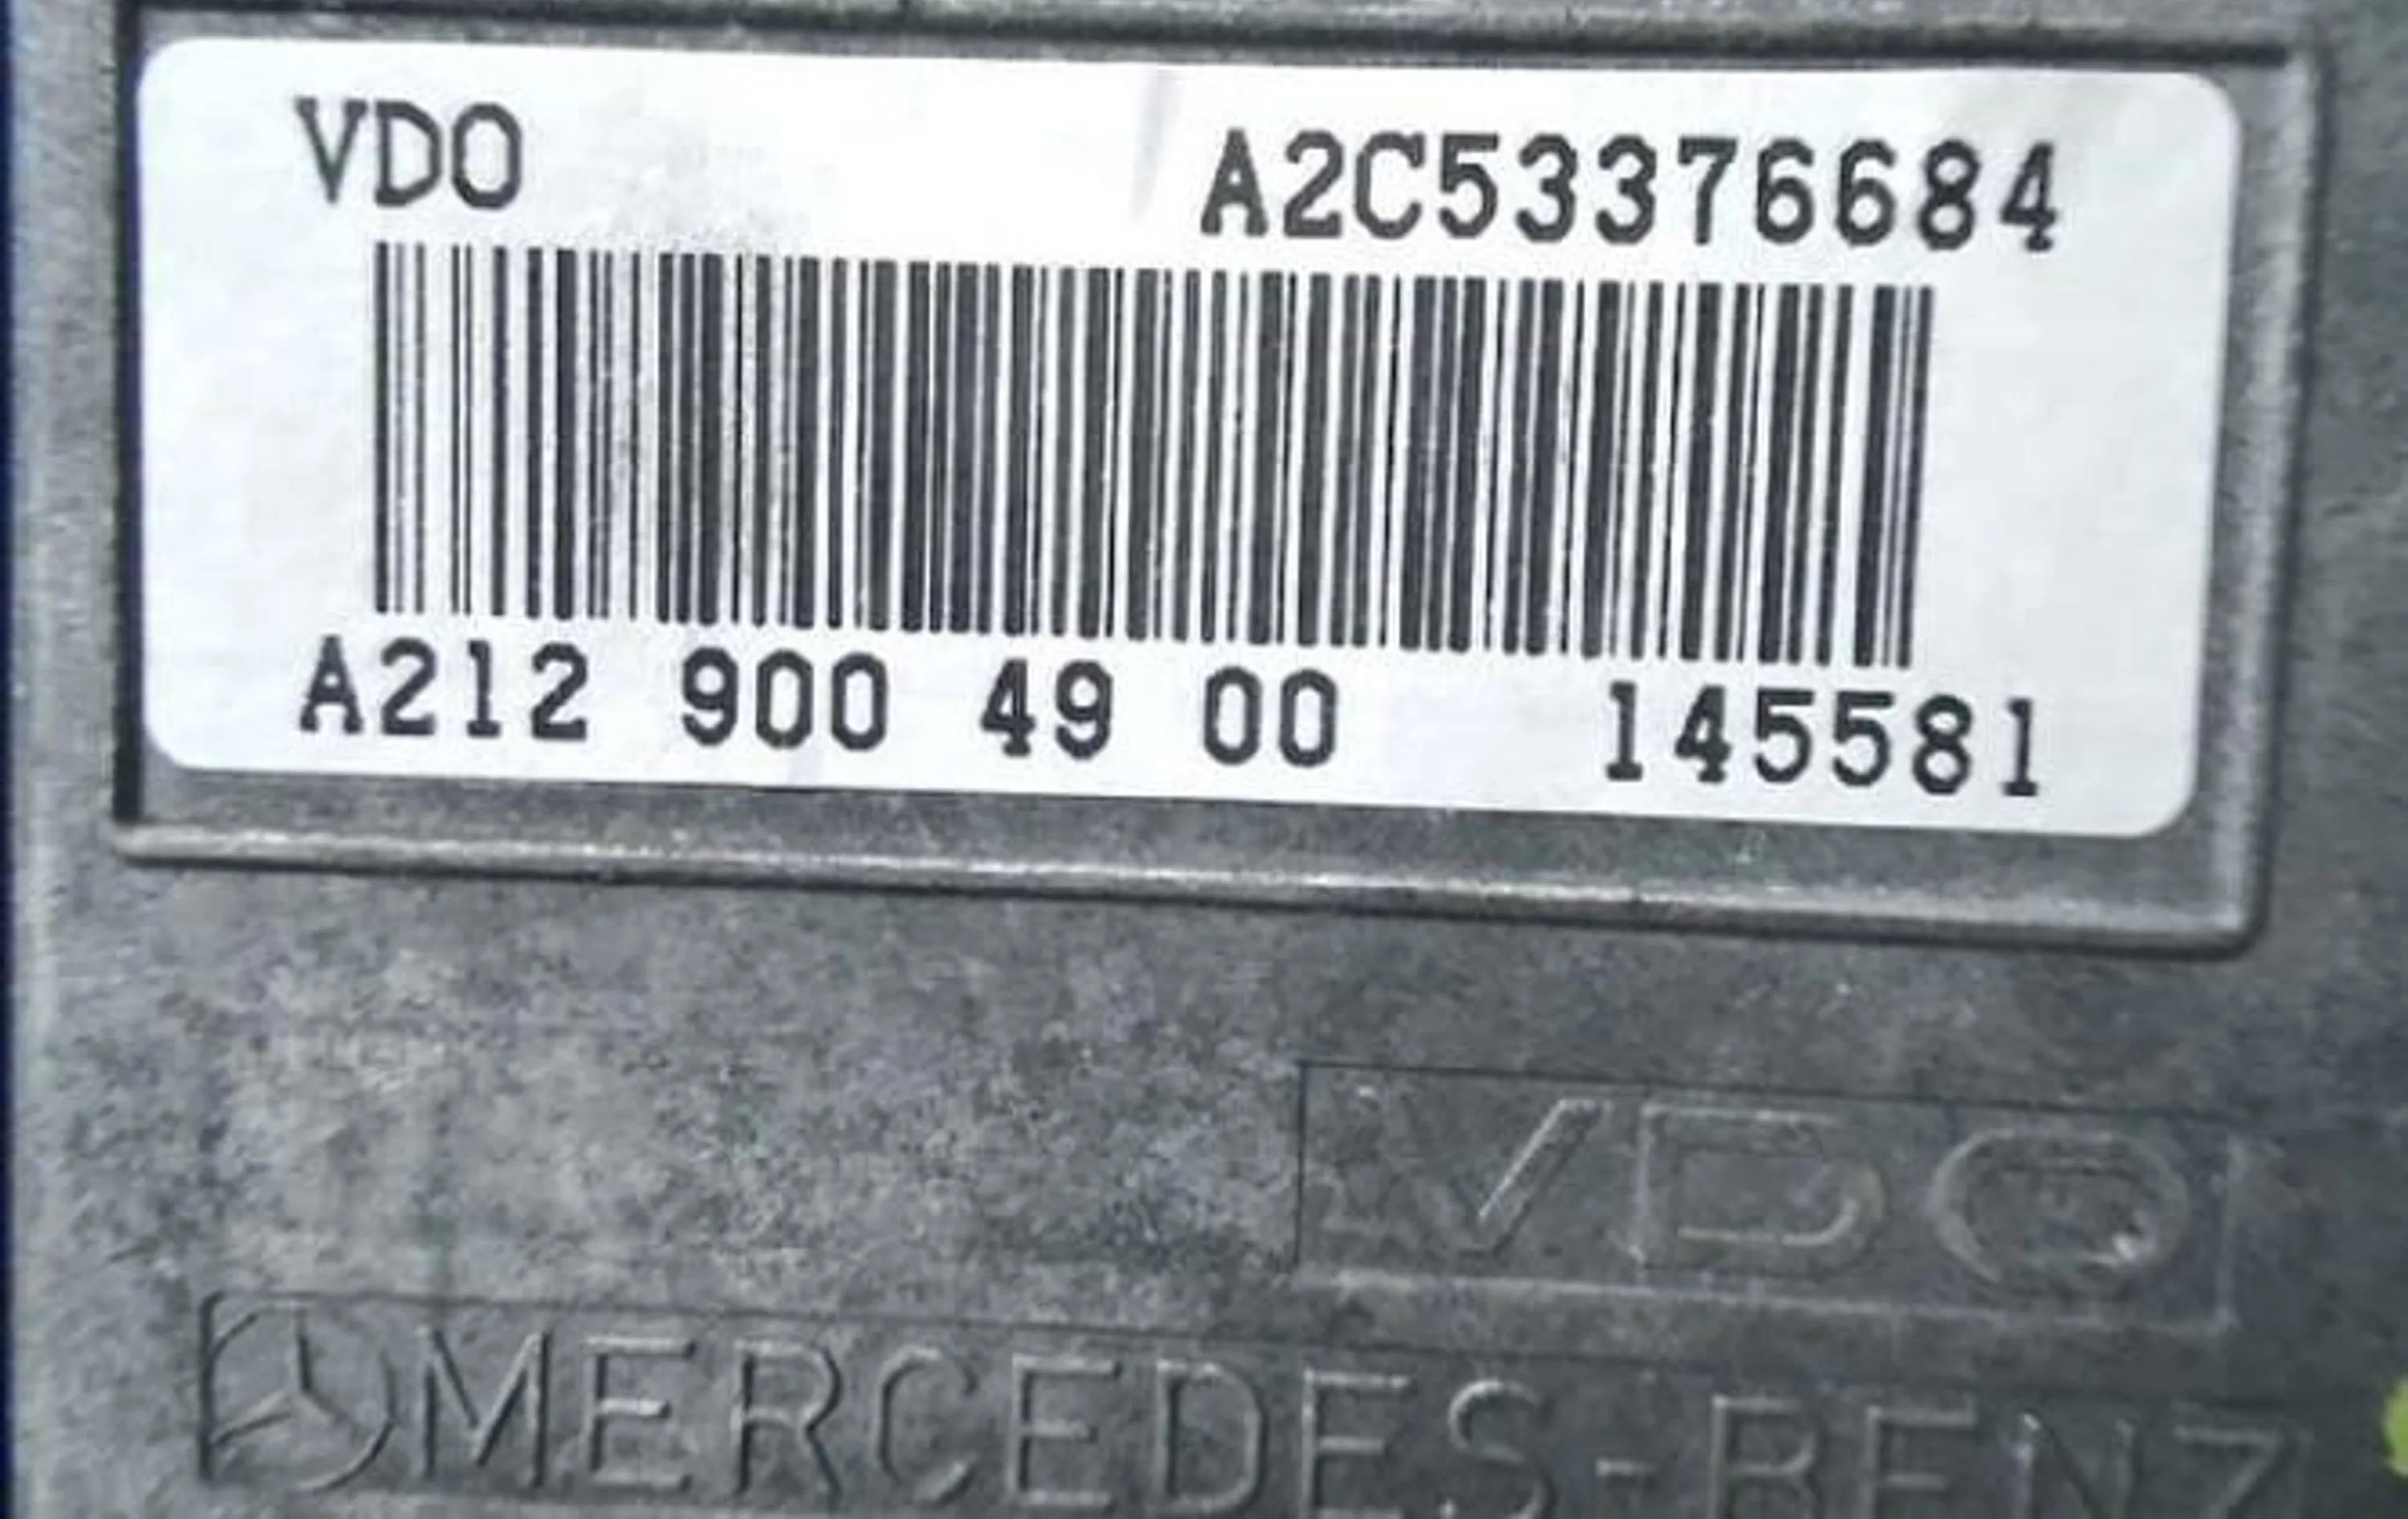 VDO A2C53376684
A212 900 49 00 145581
VDO
MERCEDES-BENZ